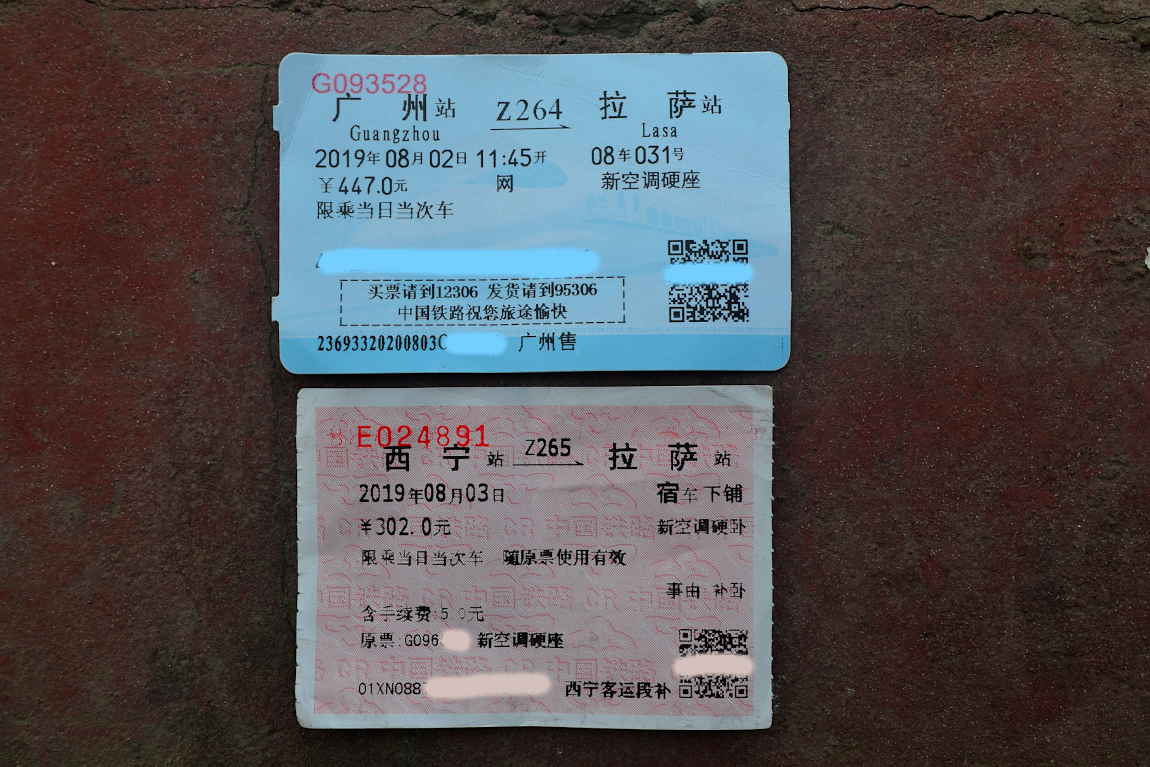 G093528
广 州站 Z264 拉 萨站
Guangzhou Lasa
2019年08月02日 11:45开 08车031号
￥447.0元 网 新空调硬座
限乘当日当次车
买票请到12306 发货请到95306
中国铁路祝您旅途愉快
23693320200803C 广州售
E024891
西 宁 站 Z265 拉 萨 站
2019年08月03日 宿车下铺
￥302.0元 新空调硬卧
限乘当日当次车 随原票使用有效
事由 补卧
含手续费:5.0元
原票:G096 新空调硬座
01XN088 西宁客运段补